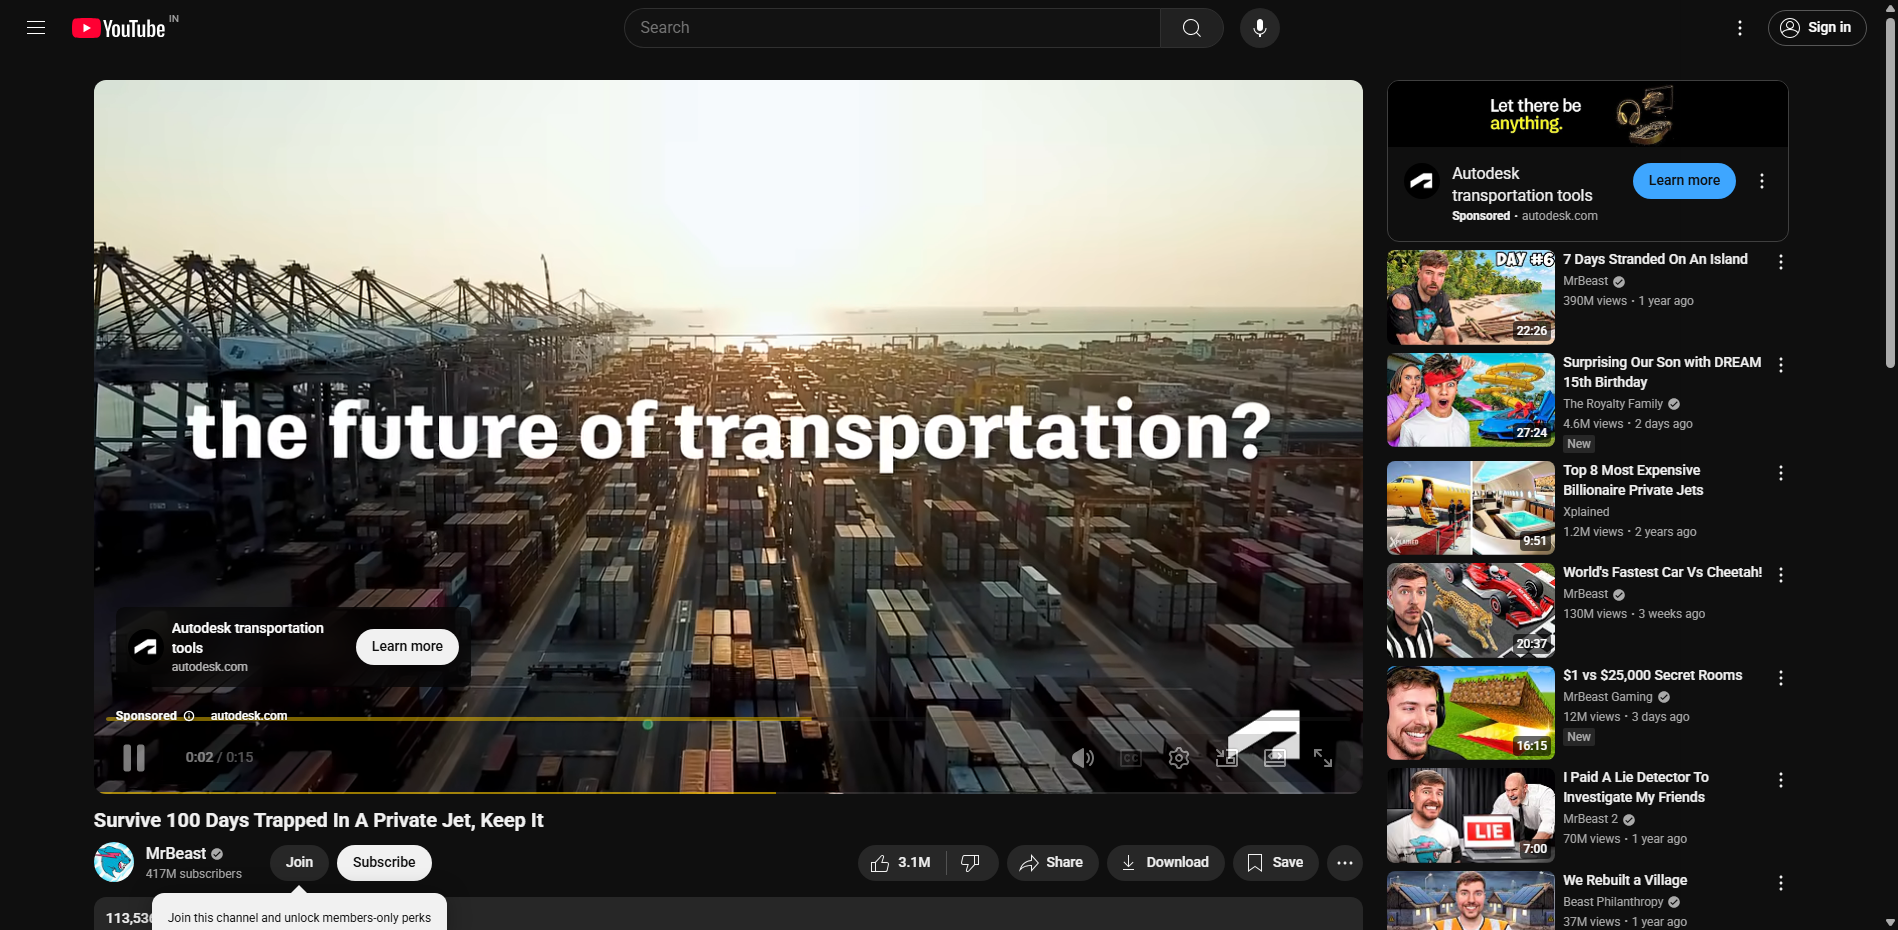 YouTube IN
Search
Sign in
the future of transportation?
Autodesk transportation
tools
autodesk.com
Learn more
Sponsored autodesk.com
0:02 / 0:15
CC
Survive 100 Days Trapped In A Private Jet, Keep It
MrBeast
417M subscribers
Join
Subscribe
3.1M
Share
Download
Save
Join this channel and unlock members-only perks
Let there be
anything.
Autodesk
transportation tools
Sponsored · autodesk.com
Learn more
DAY #6
22:26
7 Days Stranded On An Island
MrBeast
390M views · 1 year ago
27:24
Surprising Our Son with DREAM
15th Birthday
The Royalty Family
4.6M views · 2 days ago
New
XPLAINED
9:51
Top 8 Most Expensive
Billionaire Private Jets
Xplained
1.2M views · 2 years ago
20:37
World's Fastest Car Vs Cheetah!
MrBeast
130M views · 3 weeks ago
16:15
$1 vs $25,000 Secret Rooms
MrBeast Gaming
12M views · 3 days ago
New
LIE
7:00
I Paid A Lie Detector To
Investigate My Friends
MrBeast 2
70M views · 1 year ago
We Rebuilt a Village
Beast Philanthropy
37M views · 1 year ago